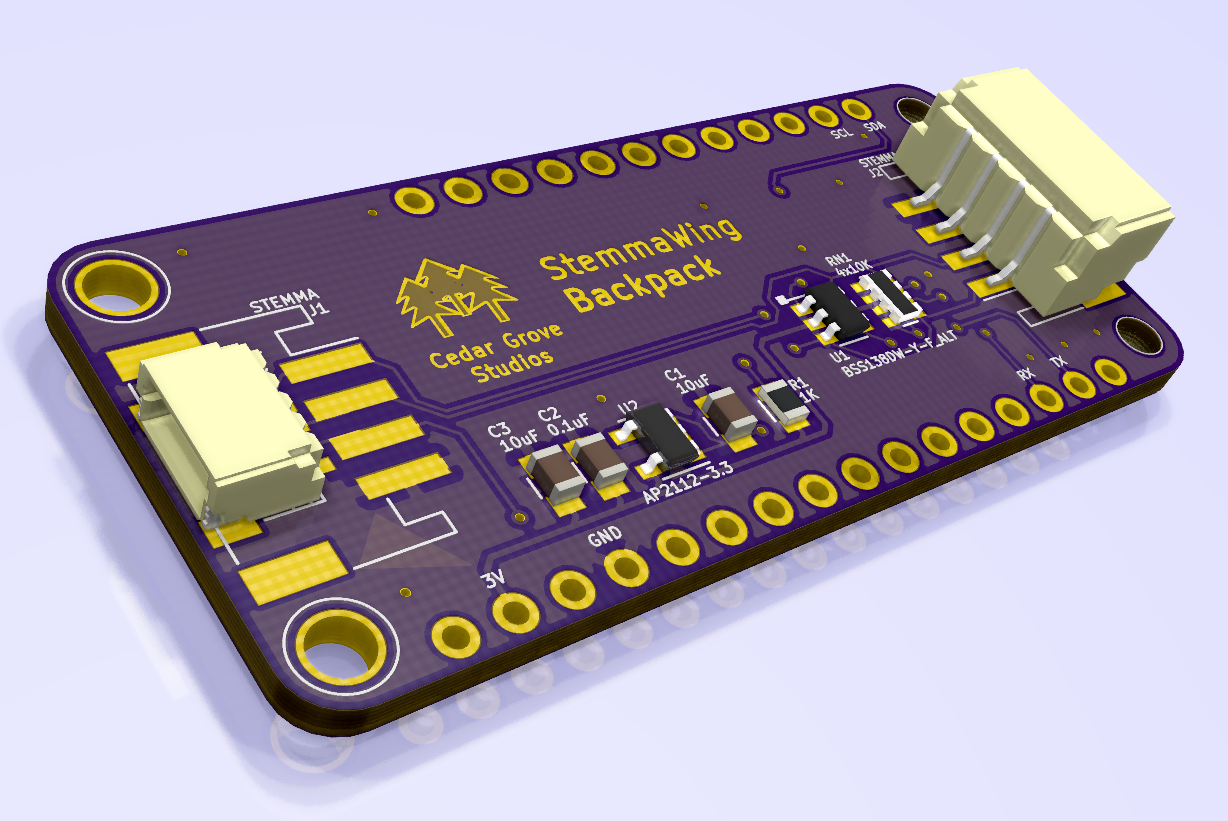 SCL SDA
STEMMA
J2
StemmaWing
Backpack
RN1
4x10K
STEMMA
J1
Cedar Grove
Studios
U1
BSS138DW-Y-F_ALT
TX
RX
C1
10uF
R1
1K
U2
C2
0.1uF
C3
10uF
AP2112-3.3
GND
3V